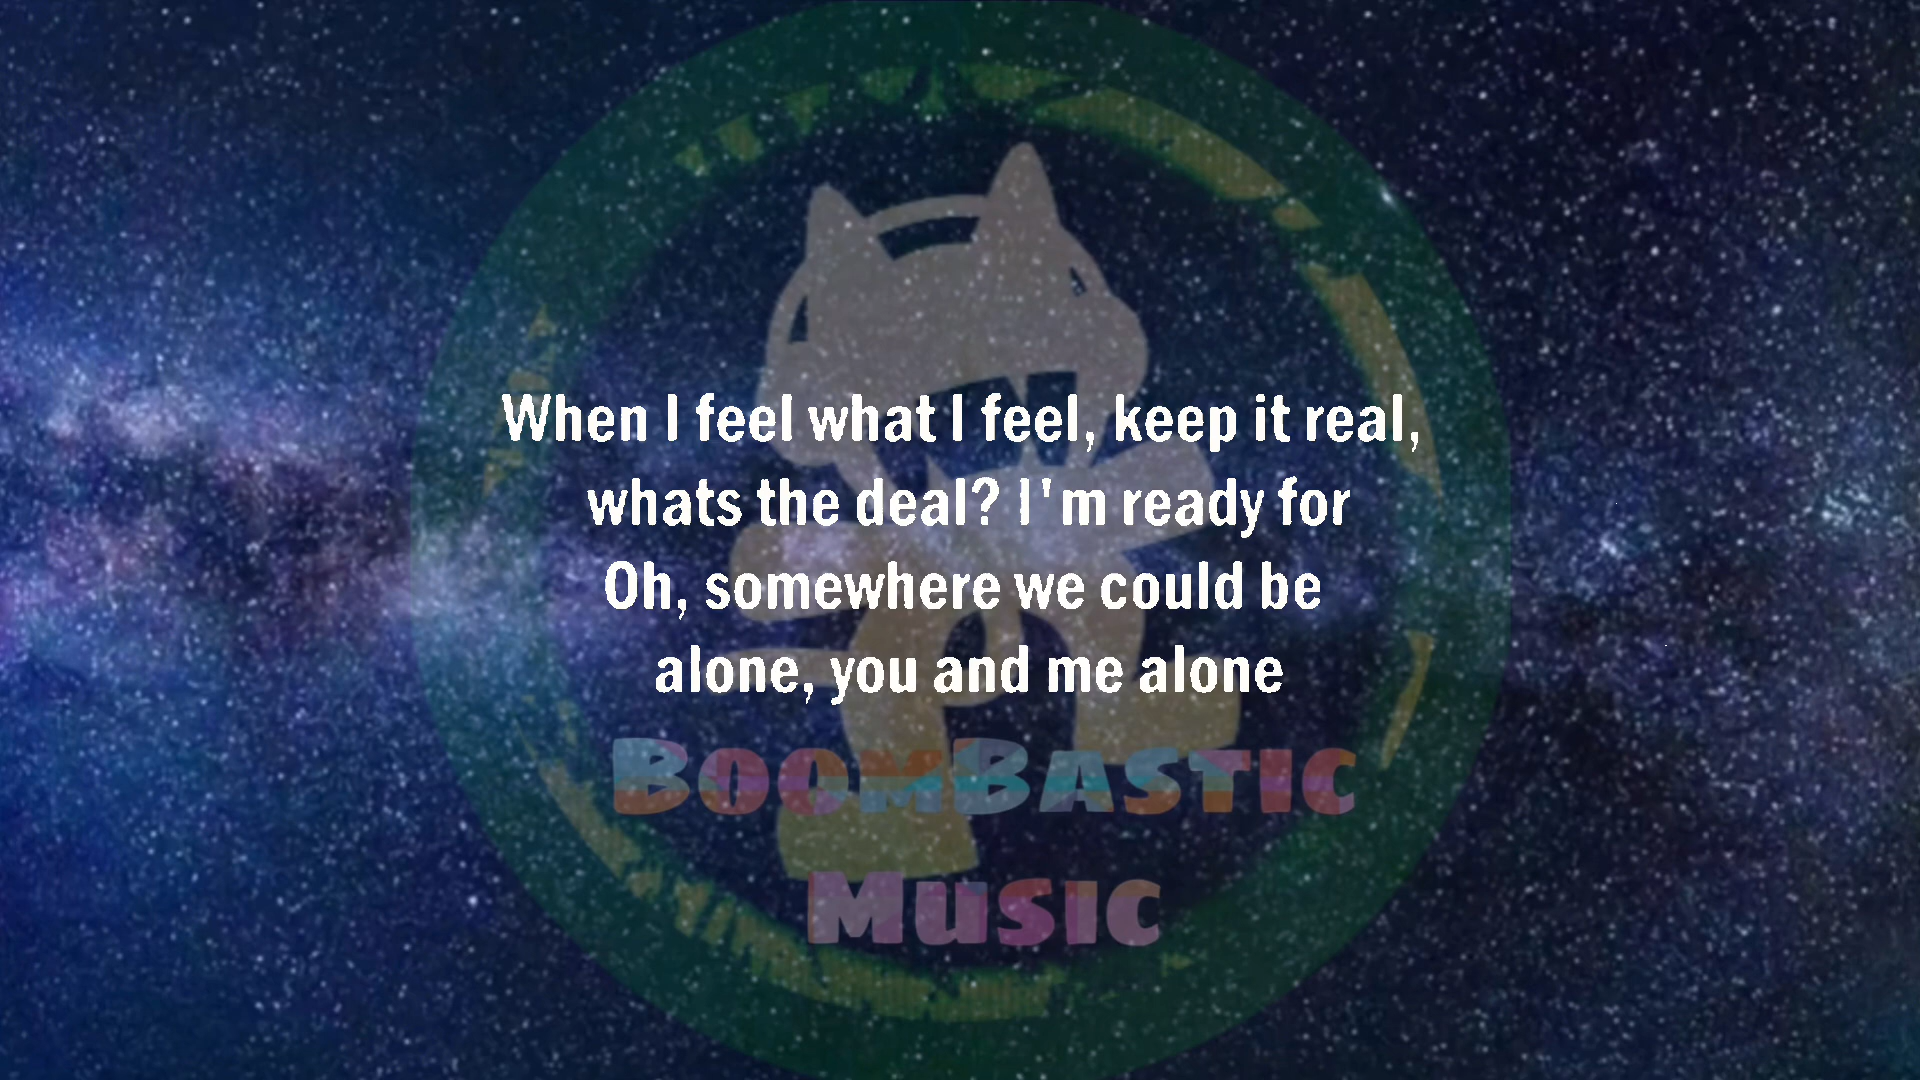 When I feel what I feel, keep it real,
whats the deal? I'm ready for
Oh, somewhere we could be
alone, you and me alone
BOOMBASTIC
MUSIC